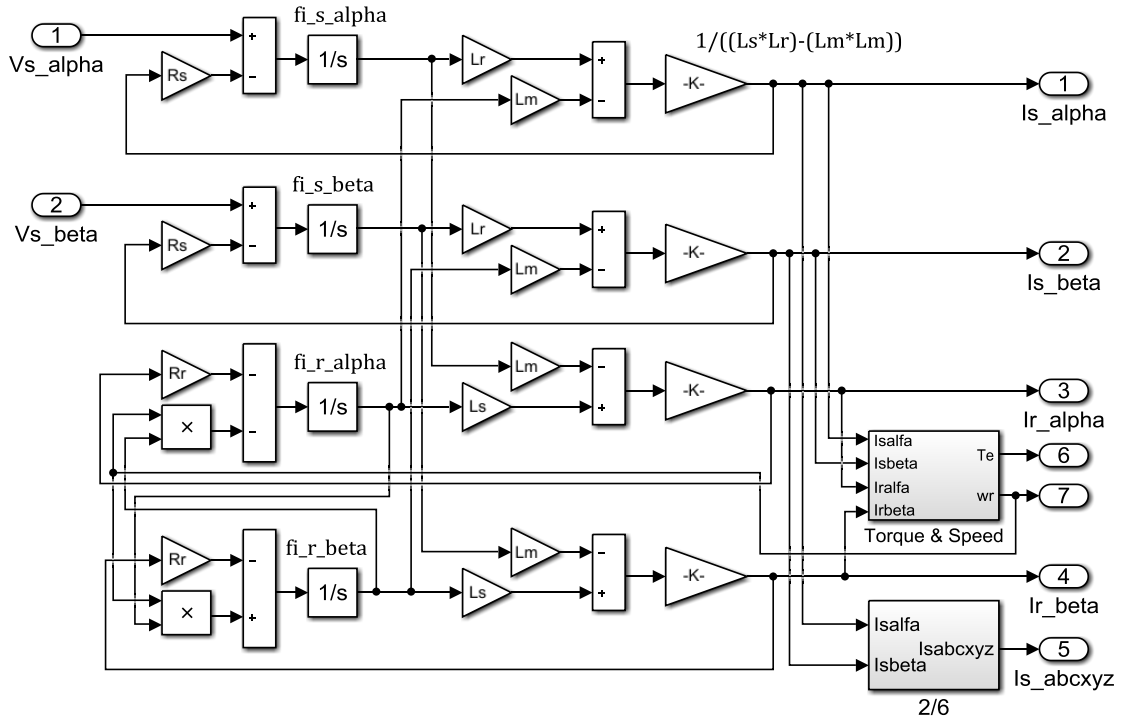 fi_s_alpha
1/((Ls*Lr)-(Lm*Lm))
1
Vs_alpha
+
-
Rs
1/s
Lr
Lm
+
-
-K-
1
Is_alpha
fi_s_beta
2
Vs_beta
+
-
Rs
1/s
Lr
Lm
+
-
-K-
2
Is_beta
fi_r_alpha
Rr
×
-
-
1/s
Lm
Ls
-
+
-K-
3
Ir_alpha
Isalfa
Isbeta
Iralfa
Irbeta
Te
wr
Torque & Speed
6
7
fi_r_beta
Rr
×
-
+
1/s
Lm
Ls
-
+
-K-
4
Ir_beta
Isalfa
Isbeta
Isabcxyz
2/6
5
Is_abcxyz